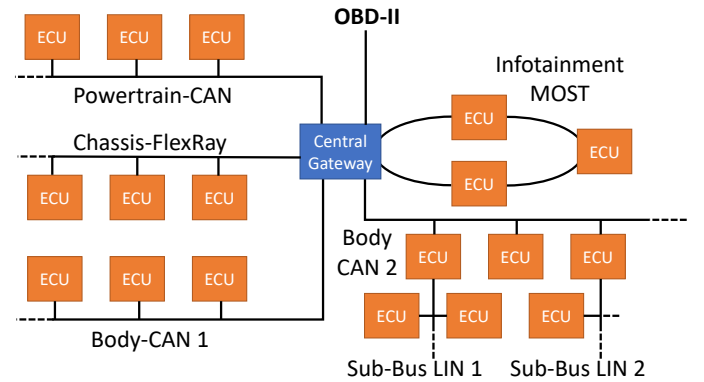 OBD-II
ECU
ECU
ECU
Powertrain-CAN
Infotainment
MOST
ECU
ECU
ECU
Central
Gateway
Chassis-FlexRay
ECU
ECU
ECU
Body
CAN 2
ECU
ECU
ECU
ECU
ECU
ECU
Sub-Bus LIN 1
Sub-Bus LIN 2
ECU
ECU
ECU
Body-CAN 1